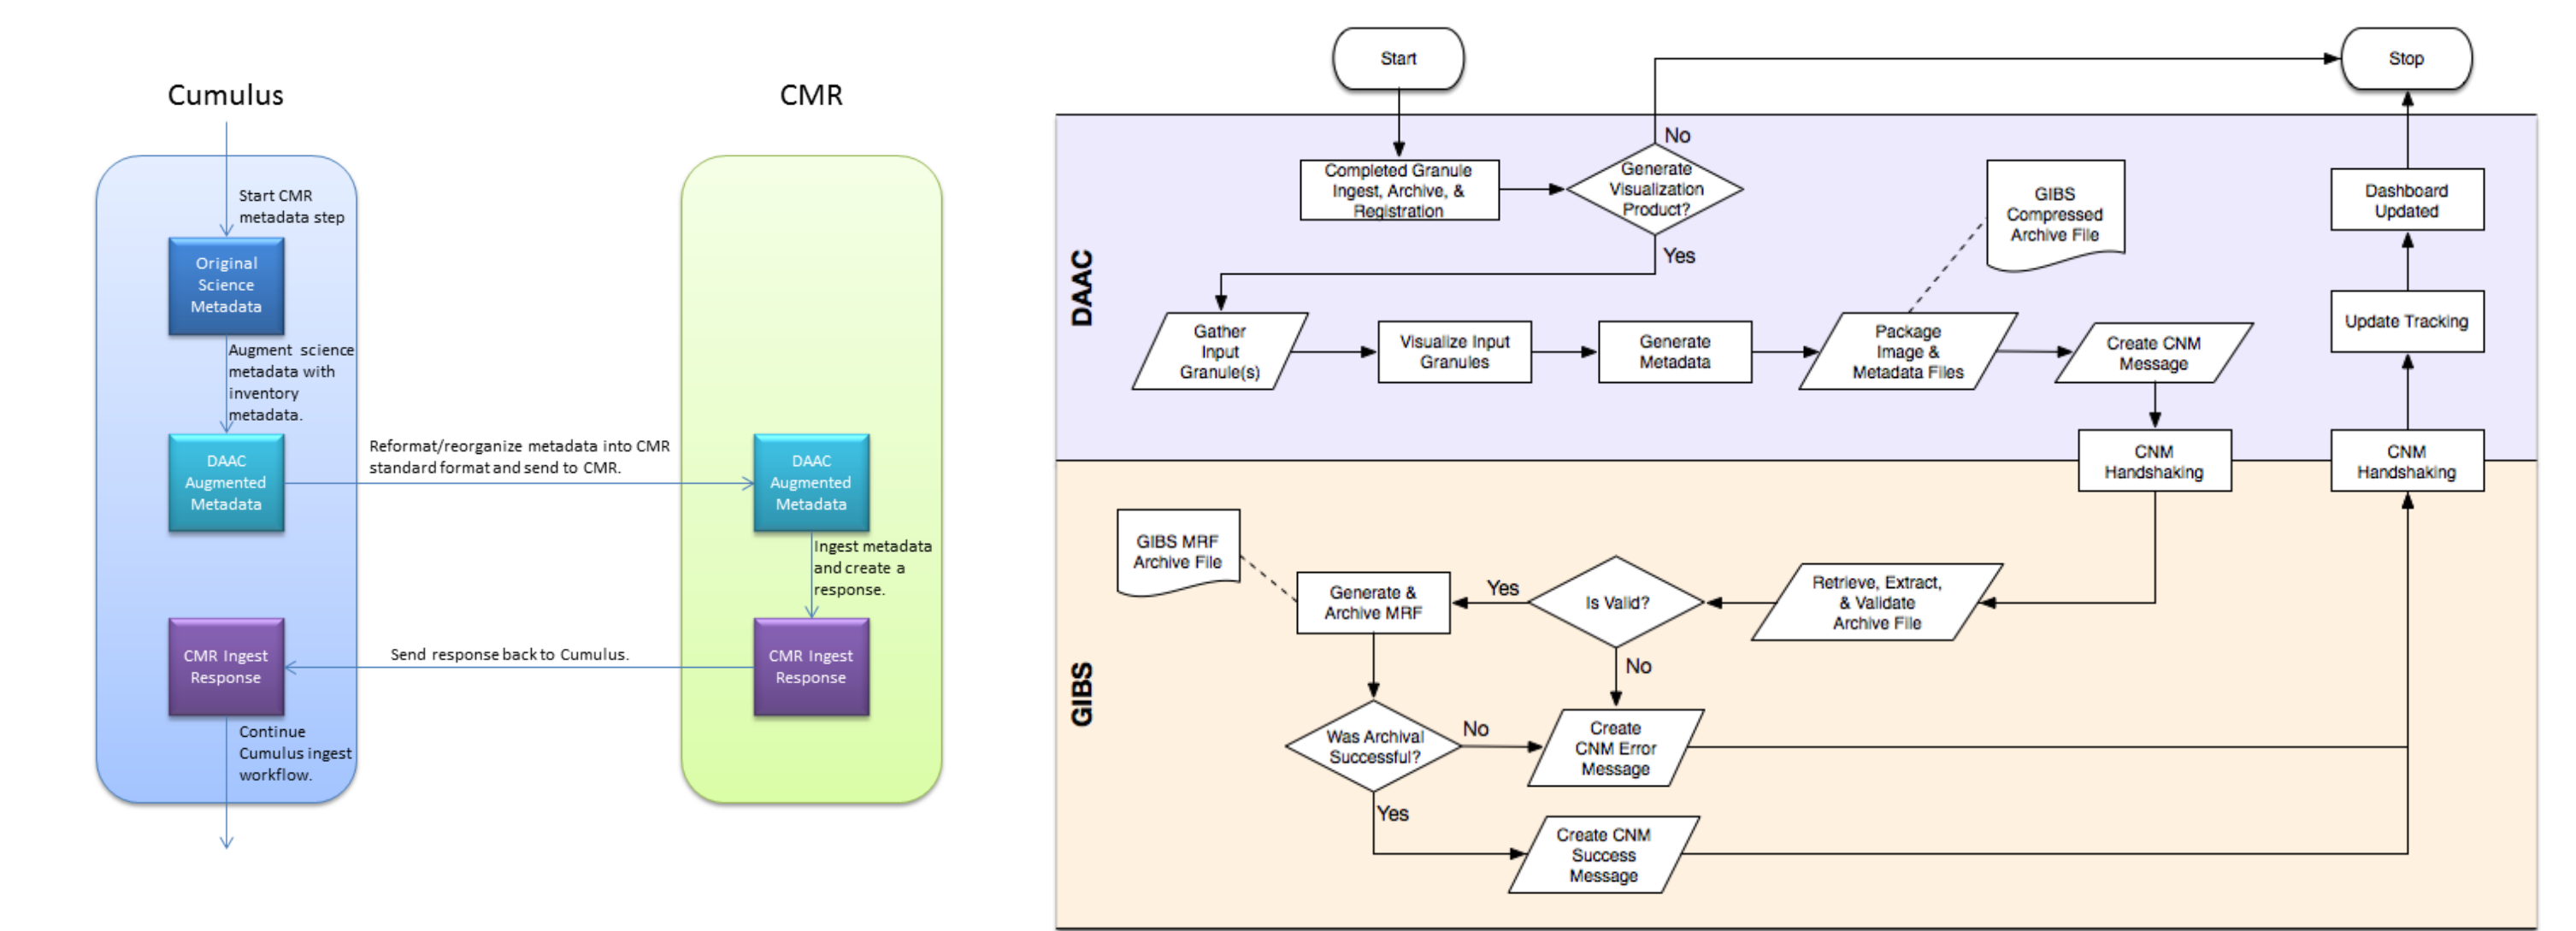 Cumulus
CMR
Start CMR
metadata step
Original
Science
Metadata
Augment science
metadata with
inventory
metadata.
DAAC
Augmented
Metadata
Reformat/reorganize metadata into CMR
standard format and send to CMR.
DAAC
Augmented
Metadata
Ingest metadata
and create a
response.
CMR Ingest
Response
Send response back to Cumulus.
CMR Ingest
Response
Continue
Cumulus ingest
workflow.
Start
Stop
DAAC
Completed Granule
Ingest, Archive, &
Registration
No
Generate
Visualization
Product?
Yes
GIBS
Compressed
Archive File
Dashboard
Updated
Update Tracking
Gather
Input
Granule(s)
Visualize Input
Granules
Generate
Metadata
Package
Image &
Metadata Files
Create CNM
Message
CNM
Handshaking
CNM
Handshaking
GIBS
GIBS MRF
Archive File
Generate &
Archive MRF
Yes
Is Valid?
Retrieve, Extract,
& Validate
Archive File
No
Was Archival
Successful?
No
Create
CNM Error
Message
Yes
Create CNM
Success
Message